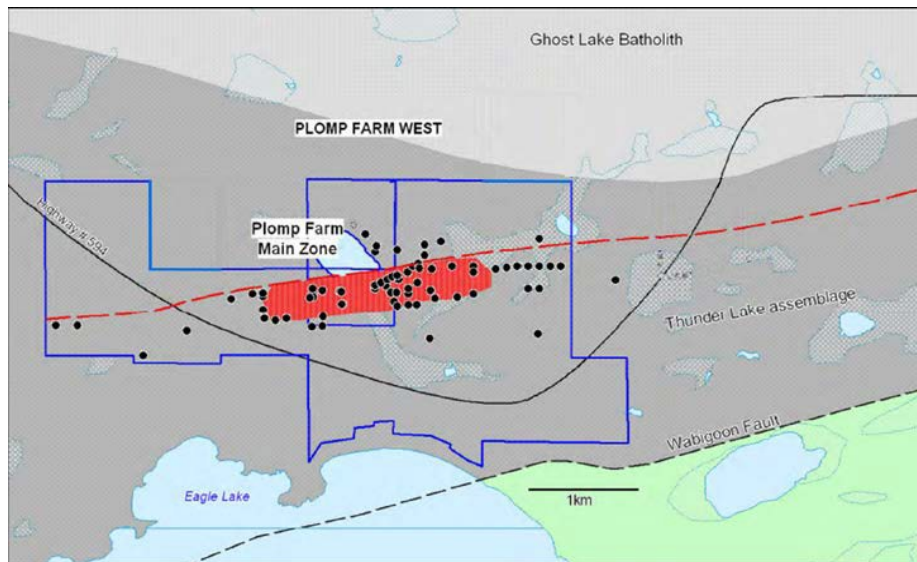 Ghost Lake Batholith
PLOMP FARM WEST
Highway # 594
Plomp Farm
Main Zone
Thunder Lake assemblage
Wabigoon Fault
Eagle Lake
1km